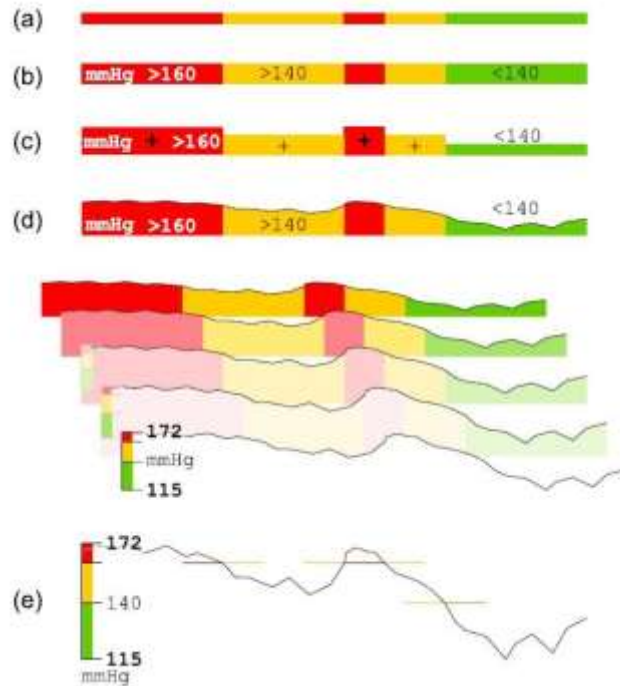 (a)
(b) mmHg >160 >140 <140
(c) mmHg + >160 + + + <140
(d) mmHg >160 >140 <140
172
mmHg
115
(e)
172
140
115
mmHg